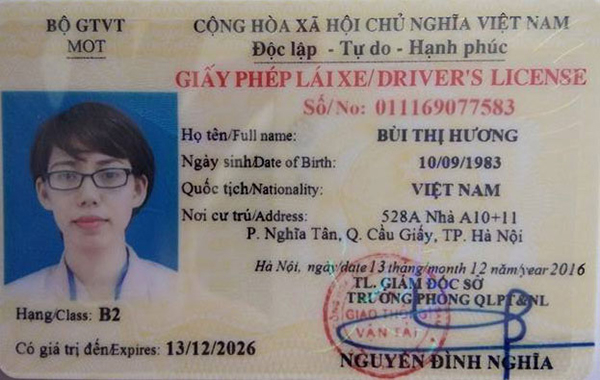 BỘ GTVT
MOT
CỘNG HÒA XÃ HỘI CHỦ NGHĨA VIỆT NAM
Độc lập - Tự do - Hạnh phúc
GIẤY PHÉP LÁI XE/DRIVER'S LICENSE
Số/No: 011169077583
Họ tên/Full name: BÙI THỊ HƯƠNG
Ngày sinh/Date of Birth: 10/09/1983
Quốc tịch/Nationality: VIỆT NAM
Nơi cư trú/Address: 528A Nhà A10+11
P. Nghĩa Tân, Q. Cầu Giấy, TP. Hà Nội
Hà Nội, ngày/date 13 tháng/month 12 năm/year 2016
TL. GIÁM ĐỐC SỞ
TRƯỞNG PHÒNG QLPT&NL
GIAO THÔNG
VẬN TẢI
Hạng/Class: B2
Có giá trị đến/Expires: 13/12/2026
NGUYỄN ĐÌNH NGHĨA